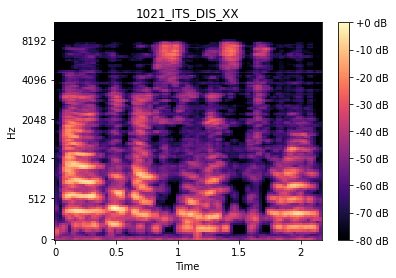 1021_ITS_DIS_XX
+0 dB
8192
-10 dB
4096
-20 dB
-30 dB
2048
Hz
-40 dB
1024
-50 dB
512
-60 dB
-70 dB
0
-80 dB
0 0.5 1 1.5 2
Time